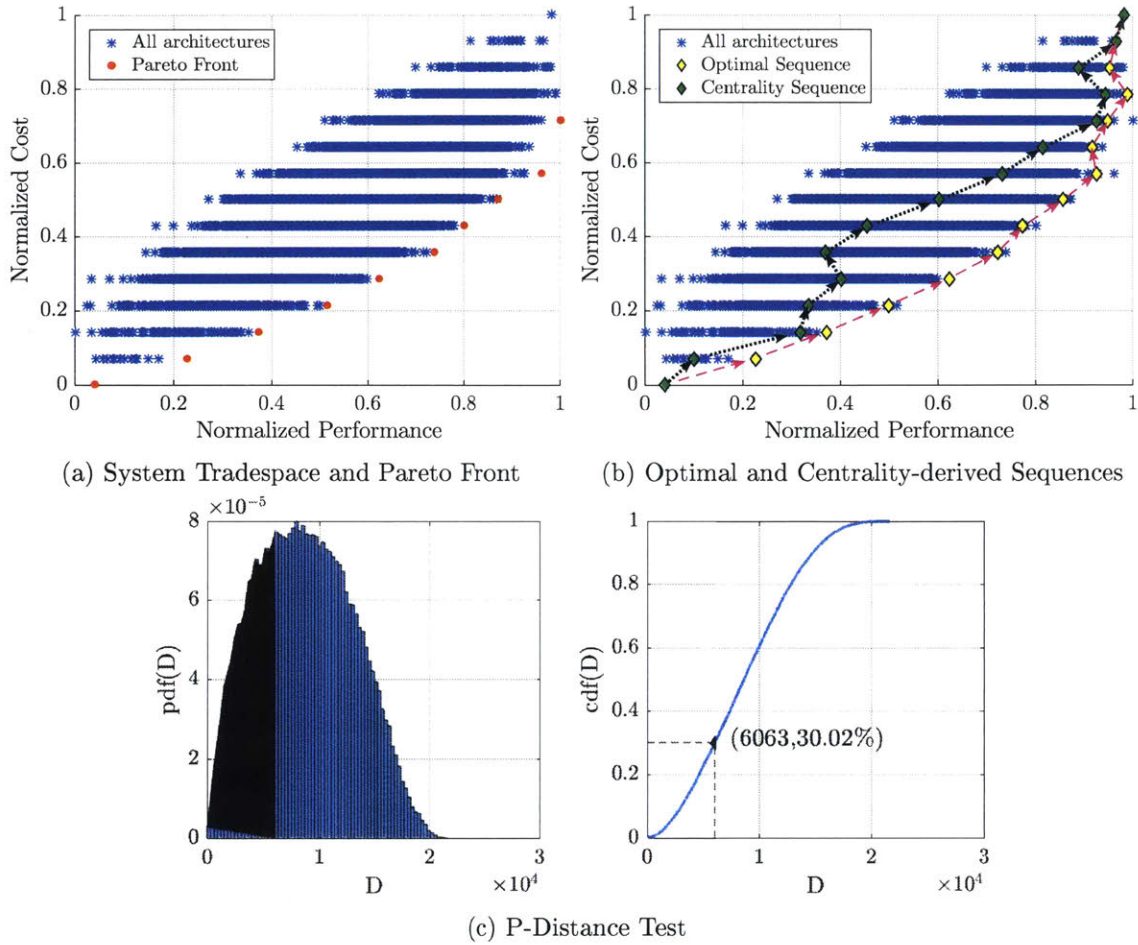 1
0.8
0.6
0.4
0.2
0
Normalized Cost
All architectures
Pareto Front
0
0.2
0.4
0.6
0.8
1
Normalized Performance
(a) System Tradespace and Pareto Front
1
0.8
0.6
0.4
0.2
0
Normalized Cost
All architectures
Optimal Sequence
Centrality Sequence
0
0.2
0.4
0.6
0.8
1
Normalized Performance
(b) Optimal and Centrality-derived Sequences
×10⁻⁵
8
6
4
2
0
pdf(D)
0
1
2
3
D
×10⁴
1
0.8
0.6
0.4
0.2
0
cdf(D)
(6063,30.02%)
0
1
2
3
D
×10⁴
(c) P-Distance Test